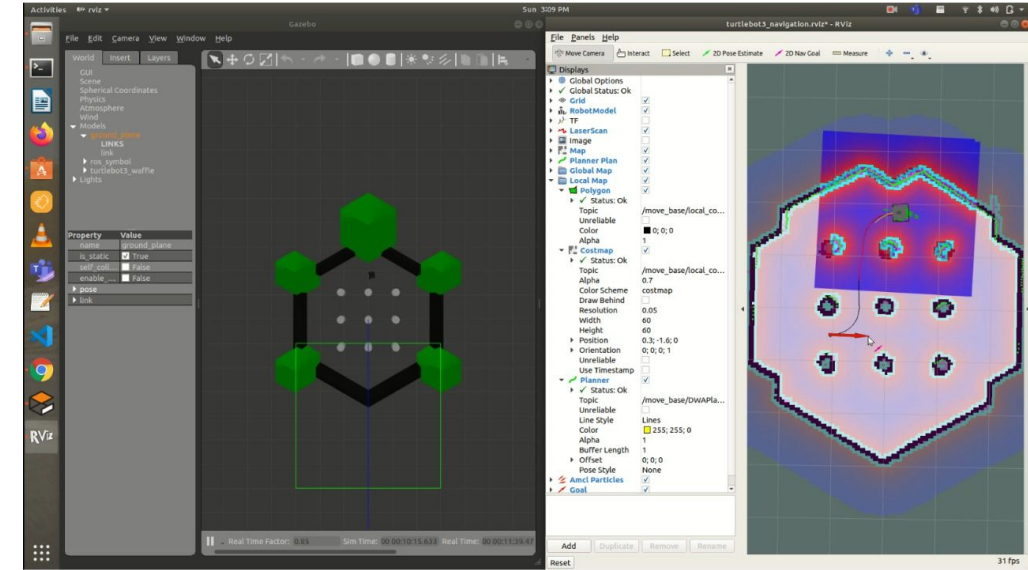 Activities
rviz
Sun 3:09 PM
Gazebo
File Edit Camera View Window Help
World Insert Layers
GUI
Scene
Spherical Coordinates
Physics
Atmosphere
Wind
Models
ground_plane
LINKS
link
ros_symbol
turtlebot3_waffle
Lights
Property Value
name ground_plane
is_static True
self_coll... False
enable_... False
pose
link
Real Time Factor: 0.85 Sim Time: 00 00:10:15.633 Real Time: 00 00:11:39.47
RViz
turtlebot3_navigation.rviz* - RViz
File Panels Help
Move Camera Interact Select 2D Pose Estimate 2D Nav Goal Measure
Displays
Global Options
Global Status: Ok
Grid
RobotModel
TF
LaserScan
Image
Map
Planner Plan
Global Map
Local Map
Polygon
Status: Ok
Topic /move_base/local_co...
Unreliable
Color 0; 0; 0
Alpha 1
Costmap
Status: Ok
Topic /move_base/local_co...
Alpha 0.7
Color Scheme costmap
Draw Behind
Resolution 0.05
Width 60
Height 60
Position 0.3; -1.6; 0
Orientation 0; 0; 0; 1
Unreliable
Use Timestamp
Planner
Status: Ok
Topic /move_base/DWAPla...
Unreliable
Line Style Lines
Color 255; 255; 0
Alpha 1
Buffer Length 1
Offset 0; 0; 0
Pose Style None
Amcl Particles
Goal
Add Duplicate Remove Rename
Reset
31 fps